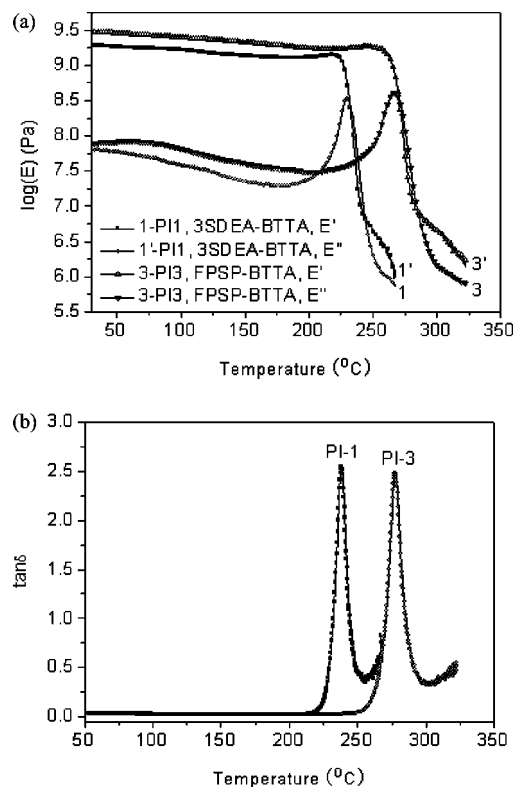 (a)
9.5
9.0
8.5
8.0
7.5
7.0
6.5
6.0
5.5
log(E) (Pa)
1-PI1, 3SDEA-BTTA, E'
1'-PI1, 3SDEA-BTTA, E"
3-PI3, FPSP-BTTA, E'
3-PI3, FPSP-BTTA, E"
1'
1
3'
3
50 100 150 200 250 300 350
Temperature (⁰C)
(b)
3.0
2.5
2.0
1.5
1.0
0.5
0.0
tanδ
PI-1 PI-3
50 100 150 200 250 300 350
Temperature (⁰C)